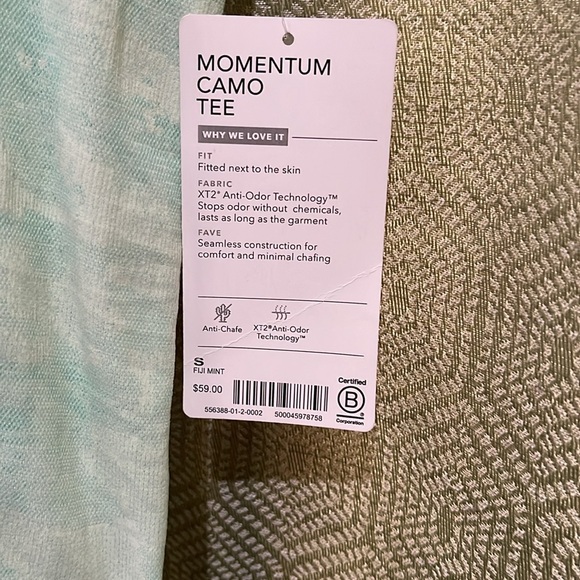 MOMENTUM
CAMO
TEE
WHY WE LOVE IT
FIT
Fitted next to the skin
FABRIC
XT2® Anti-Odor Technology™
Stops odor without chemicals,
lasts as long as the garment
FAVE
Seamless construction for
comfort and minimal chafing
Anti-Chafe
XT2®Anti-Odor
Technology™
S
FIJI MINT
$59.00
556388-01-2-0002 500045978758
Certified
B
®
Corporation